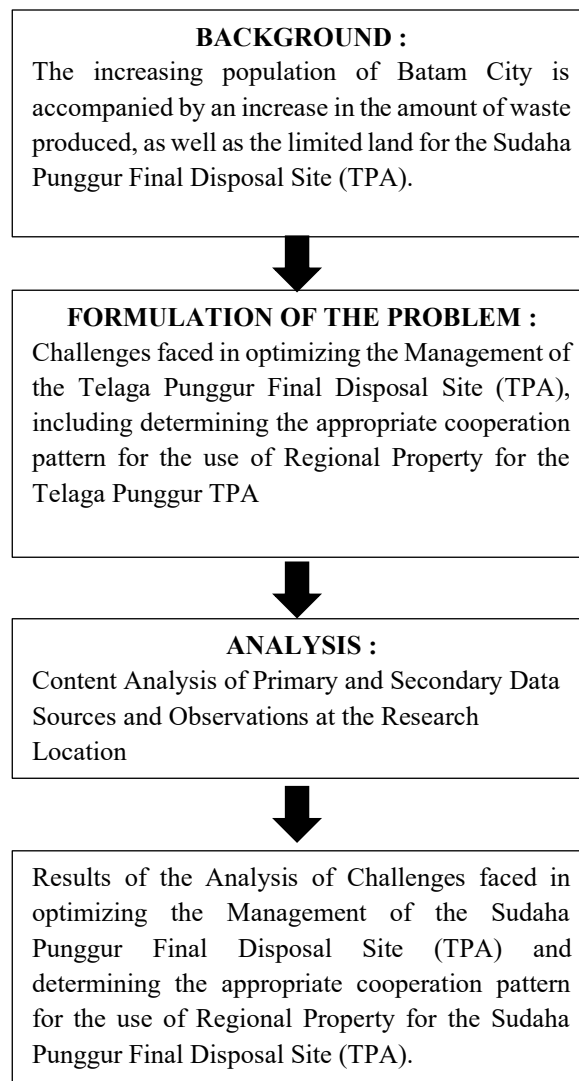 BACKGROUND :
The increasing population of Batam City is
accompanied by an increase in the amount of waste
produced, as well as the limited land for the Sudaha
Punggur Final Disposal Site (TPA).
FORMULATION OF THE PROBLEM :
Challenges faced in optimizing the Management of
the Telaga Punggur Final Disposal Site (TPA),
including determining the appropriate cooperation
pattern for the use of Regional Property for the
Telaga Punggur TPA
ANALYSIS :
Content Analysis of Primary and Secondary Data
Sources and Observations at the Research
Location
Results of the Analysis of Challenges faced in
optimizing the Management of the Sudaha
Punggur Final Disposal Site (TPA) and
determining the appropriate cooperation pattern
for the use of Regional Property for the Sudaha
Punggur Final Disposal Site (TPA).